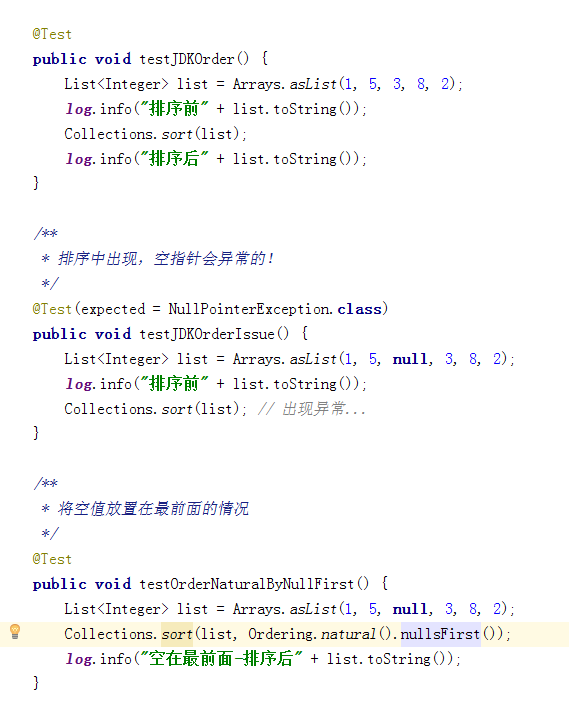 @Test
public void testJDKOrder() {
    List<Integer> list = Arrays.asList(1, 5, 3, 8, 2);
    log.info("排序前" + list.toString());
    Collections.sort(list);
    log.info("排序后" + list.toString());
}
/**
 * 排序中出现，空指针会异常的！
 */
@Test(expected = NullPointerException.class)
public void testJDKOrderIssue() {
    List<Integer> list = Arrays.asList(1, 5, null, 3, 8, 2);
    log.info("排序前" + list.toString());
    Collections.sort(list); // 出现异常...
}
/**
 * 将空值放置在最前面的情况
 */
@Test
public void testOrderNaturalByNullFirst() {
    List<Integer> list = Arrays.asList(1, 5, null, 3, 8, 2);
    Collections.sort(list, Ordering.natural().nullsFirst());
    log.info("空在最前面-排序后" + list.toString());
}